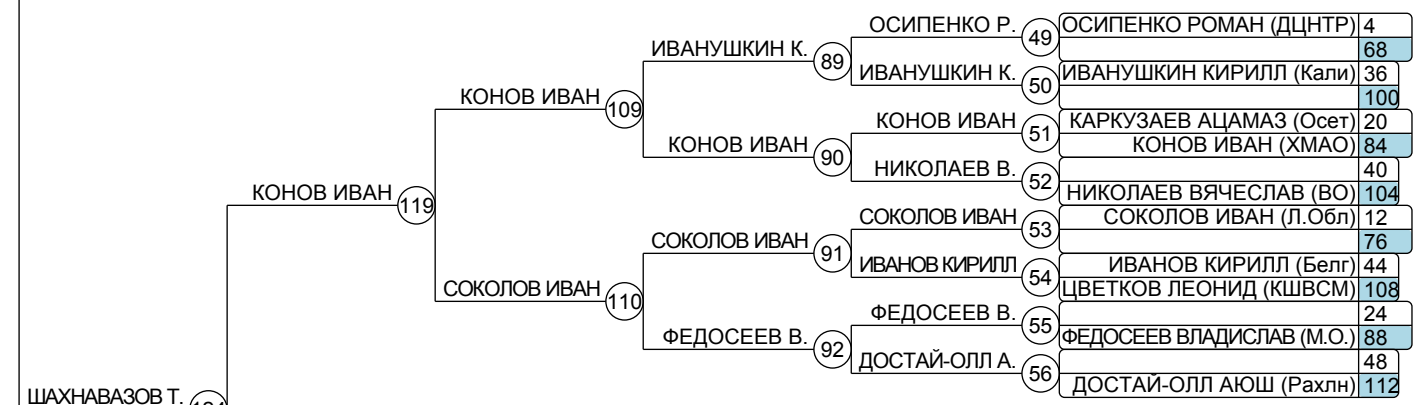 ОСИПЕНКО Р. 49 ОСИПЕНКО РОМАН (ДЦНТР) 4
ИВАНУШКИН К. 89 68
ИВАНУШКИН К. 50 ИВАНУШКИН КИРИЛЛ (Кали) 36
КОНОВ ИВАН 109 100
КОНОВ ИВАН 51 КАРКУЗАЕВ АЦАМАЗ (Осет) 20
КОНОВ ИВАН 90 КОНОВ ИВАН (ХМАО) 84
НИКОЛАЕВ В. 52 40
КОНОВ ИВАН 119 НИКОЛАЕВ ВЯЧЕСЛАВ (ВО) 104
СОКОЛОВ ИВАН 53 СОКОЛОВ ИВАН (Л.Обл) 12
СОКОЛОВ ИВАН 91 76
ИВАНОВ КИРИЛЛ 54 ИВАНОВ КИРИЛЛ (Белг) 44
СОКОЛОВ ИВАН 110 ЦВЕТКОВ ЛЕОНИД (КШВСМ) 108
ФЕДОСЕЕВ В. 55 24
ФЕДОСЕЕВ В. 92 ФЕДОСЕЕВ ВЛАДИСЛАВ (М.О.) 88
ДОСТАЙ-ОЛЛ А. 56 48
ДОСТАЙ-ОЛЛ АЮШ (Рахлн) 112
ШАХНАВАЗОВ Т.